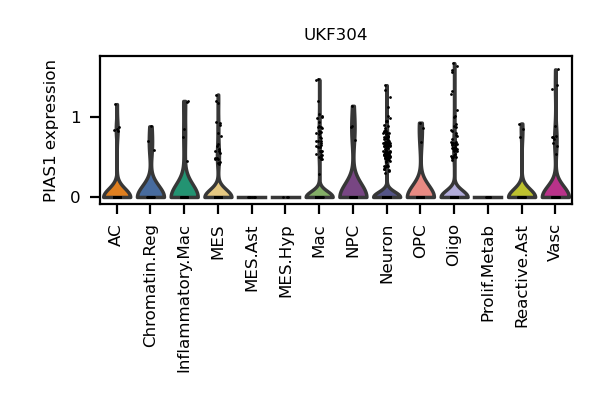 UKF304
PIAS1 expression
1
0
AC
Chromatin.Reg
Inflammatory.Mac
MES
MES.Ast
MES.Hyp
Mac
NPC
Neuron
OPC
Oligo
Prolif.Metab
Reactive.Ast
Vasc